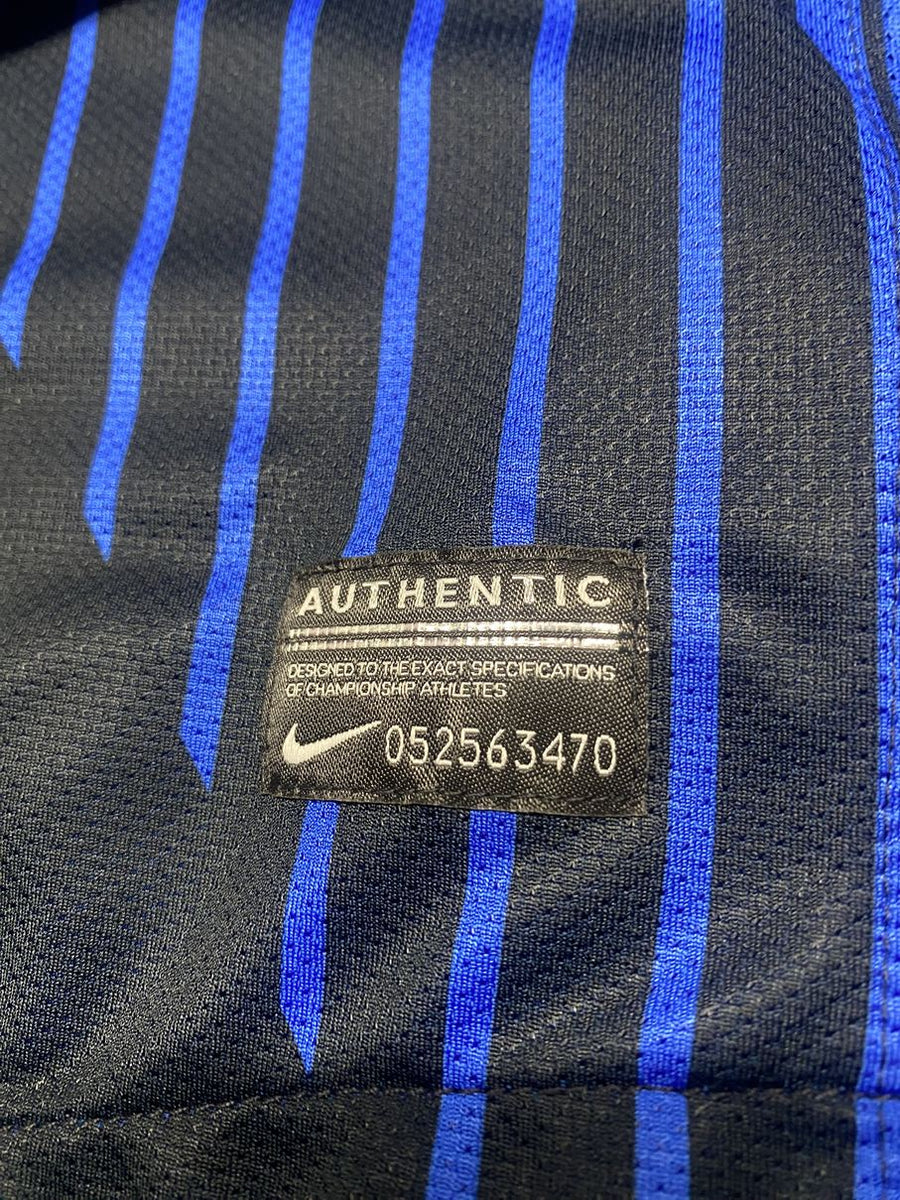 AUTHENTIC
DESIGNED TO THE EXACT SPECIFICATIONS
OF CHAMPIONSHIP ATHLETES
052563470